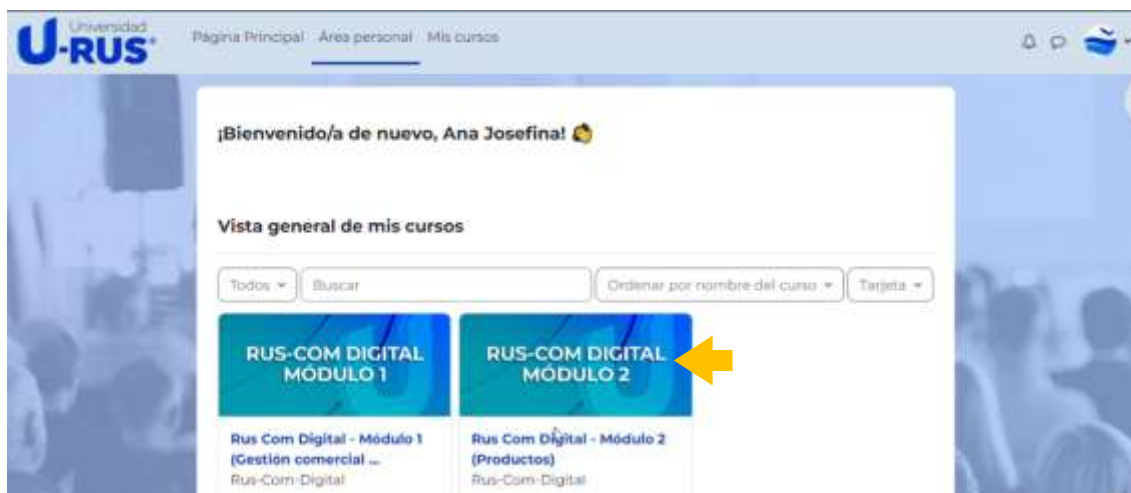 Universidad
U-RUS
Página Principal Área personal Mis cursos
¡Bienvenido/a de nuevo, Ana Josefina!
Vista general de mis cursos
Todos Buscar Ordenar por nombre del curso Tarjeta
RUS-COM DIGITAL
MÓDULO 1
RUS-COM DIGITAL
MÓDULO 2
Rus Com Digital - Módulo 1
(Gestión comercial ...
Rus-Com-Digital
Rus Com Digital - Módulo 2
(Productos)
Rus-Com-Digital